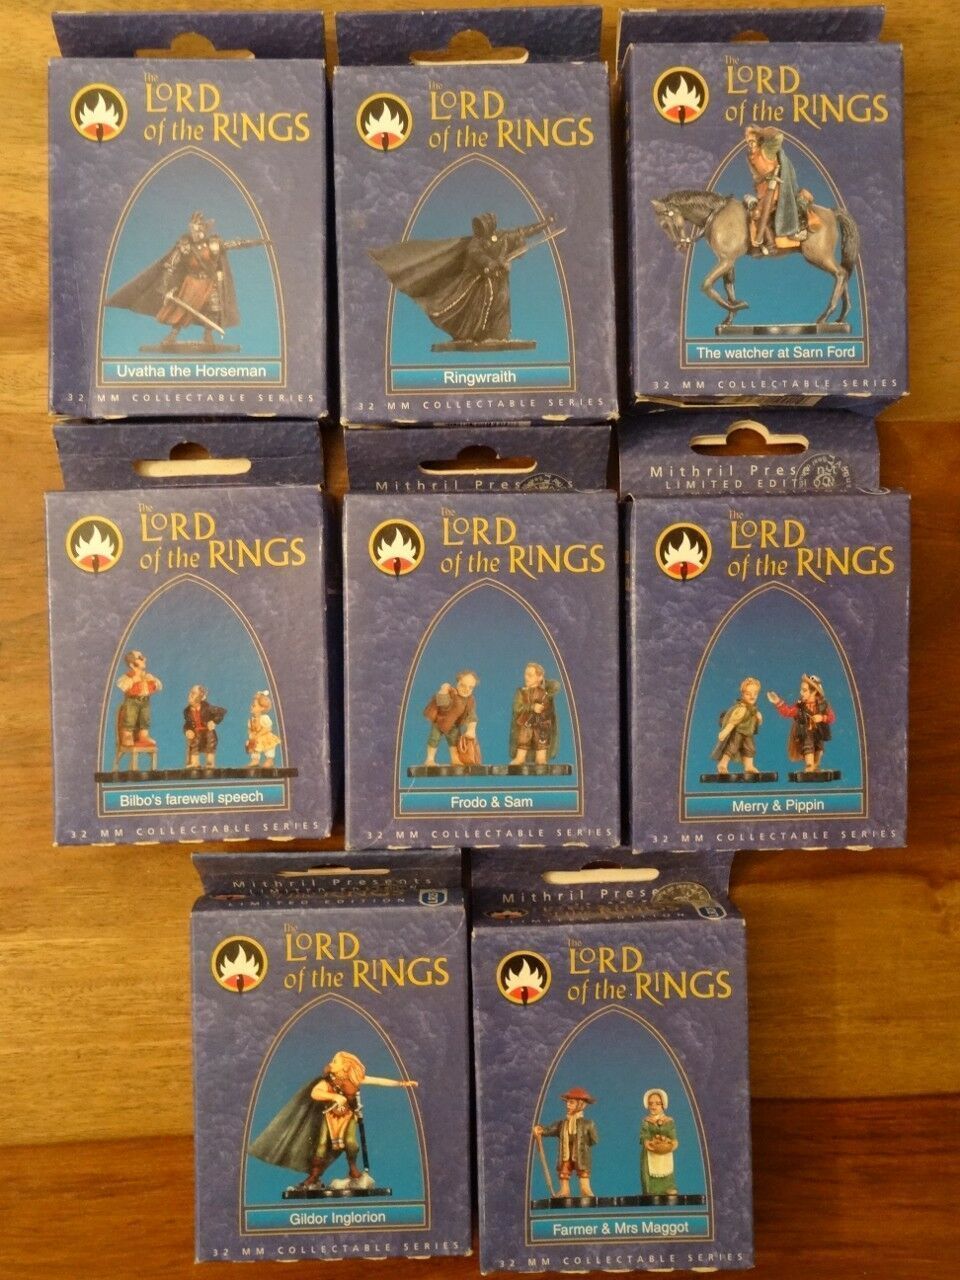 The
LORD
of the RINGS
Uvatha the Horseman
32 MM COLLECTABLE SERIES
The
LORD
of the RINGS
Ringwraith
32 MM COLLECTABLE SERIES
The
LORD
of the RINGS
The watcher at Sarn Ford
32 MM COLLECTABLE SERIES
The
LORD
of the RINGS
Bilbo's farewell speech
32 MM COLLECTABLE SERIES
Mithril Presents
The
LORD
of the RINGS
Frodo & Sam
32 MM COLLECTABLE SERIES
Mithril Presents
LIMITED EDITION
The
LORD
of the RINGS
Merry & Pippin
32 MM COLLECTABLE SERIES
Mithril Presents
LIMITED EDITION
The
LORD
of the RINGS
Gildor Inglorion
32 MM COLLECTABLE SERIES
Mithril Presents
The
LORD
of the RINGS
Farmer & Mrs Maggot
32 MM COLLECTABLE SERIES